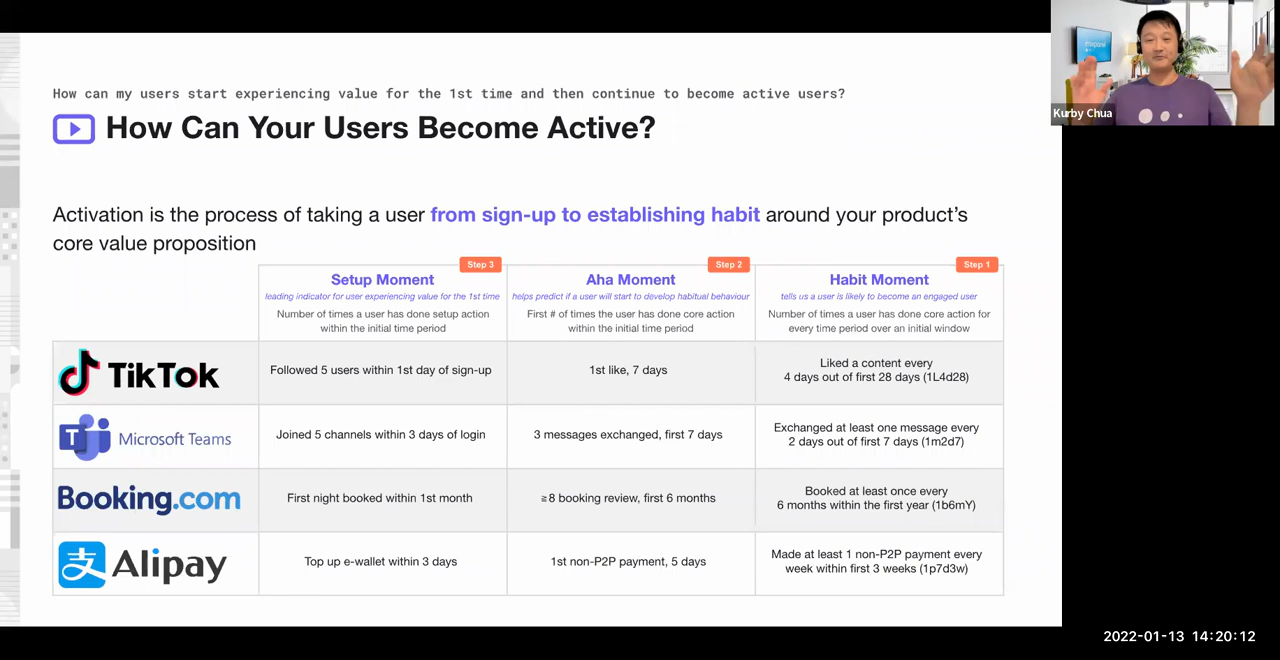 How can my users start experiencing value for the 1st time and then continue to become active users?
How Can Your Users Become Active?
Activation is the process of taking a user from sign-up to establishing habit around your product's
core value proposition
Step 3
Setup Moment
leading indicator for user experiencing value for the 1st time
Number of times a user has done setup action
within the initial time period
Step 2
Aha Moment
helps predict if a user will start to develop habitual behaviour
First # of times the user has done core action
within the initial time period
Step 1
Habit Moment
tells us a user is likely to become an engaged user
Number of times a user has done core action for
every time period over an initial window
TikTok
Followed 5 users within 1st day of sign-up
1st like, 7 days
Liked a content every
4 days out of first 28 days (1L4d28)
T
Microsoft Teams
Joined 5 channels within 3 days of login
3 messages exchanged, first 7 days
Exchanged at least one message every
2 days out of first 7 days (1m2d7)
Booking.com
First night booked within 1st month
≥8 booking review, first 6 months
Booked at least once every
6 months within the first year (1b6mY)
支 Alipay
Top up e-wallet within 3 days
1st non-P2P payment, 5 days
Made at least 1 non-P2P payment every
week within first 3 weeks (1p7d3w)
Kurby Chua
2022-01-13 14:20:12